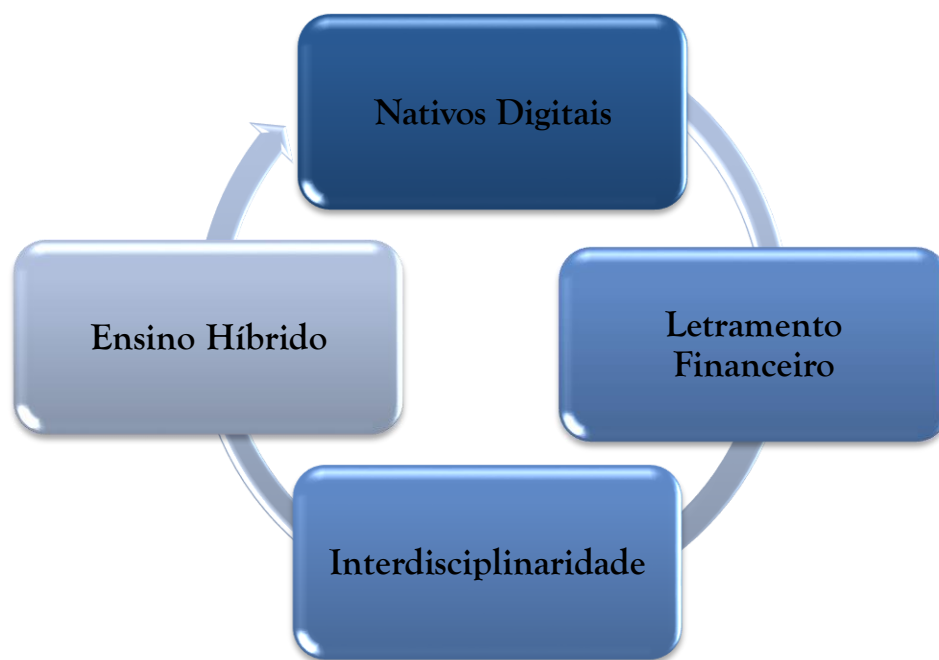 Nativos Digitais
Letramento
Financeiro
Interdisciplinaridade
Ensino Híbrido